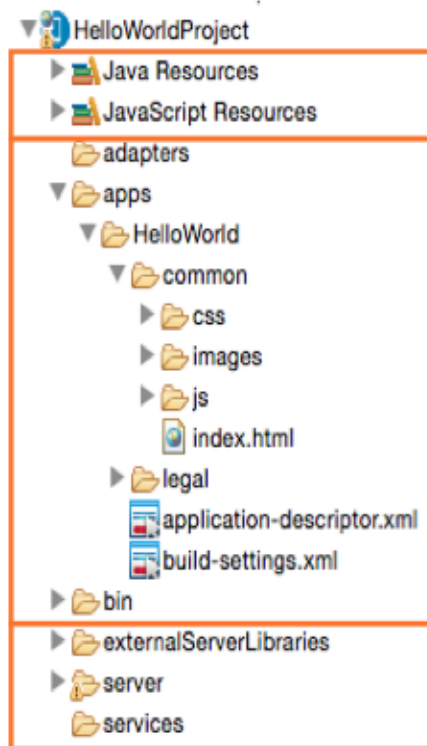 HelloWorldProject
Java Resources
JavaScript Resources
adapters
apps
HelloWorld
common
css
images
js
index.html
legal
application-descriptor.xml
build-settings.xml
bin
externalServerLibraries
server
services